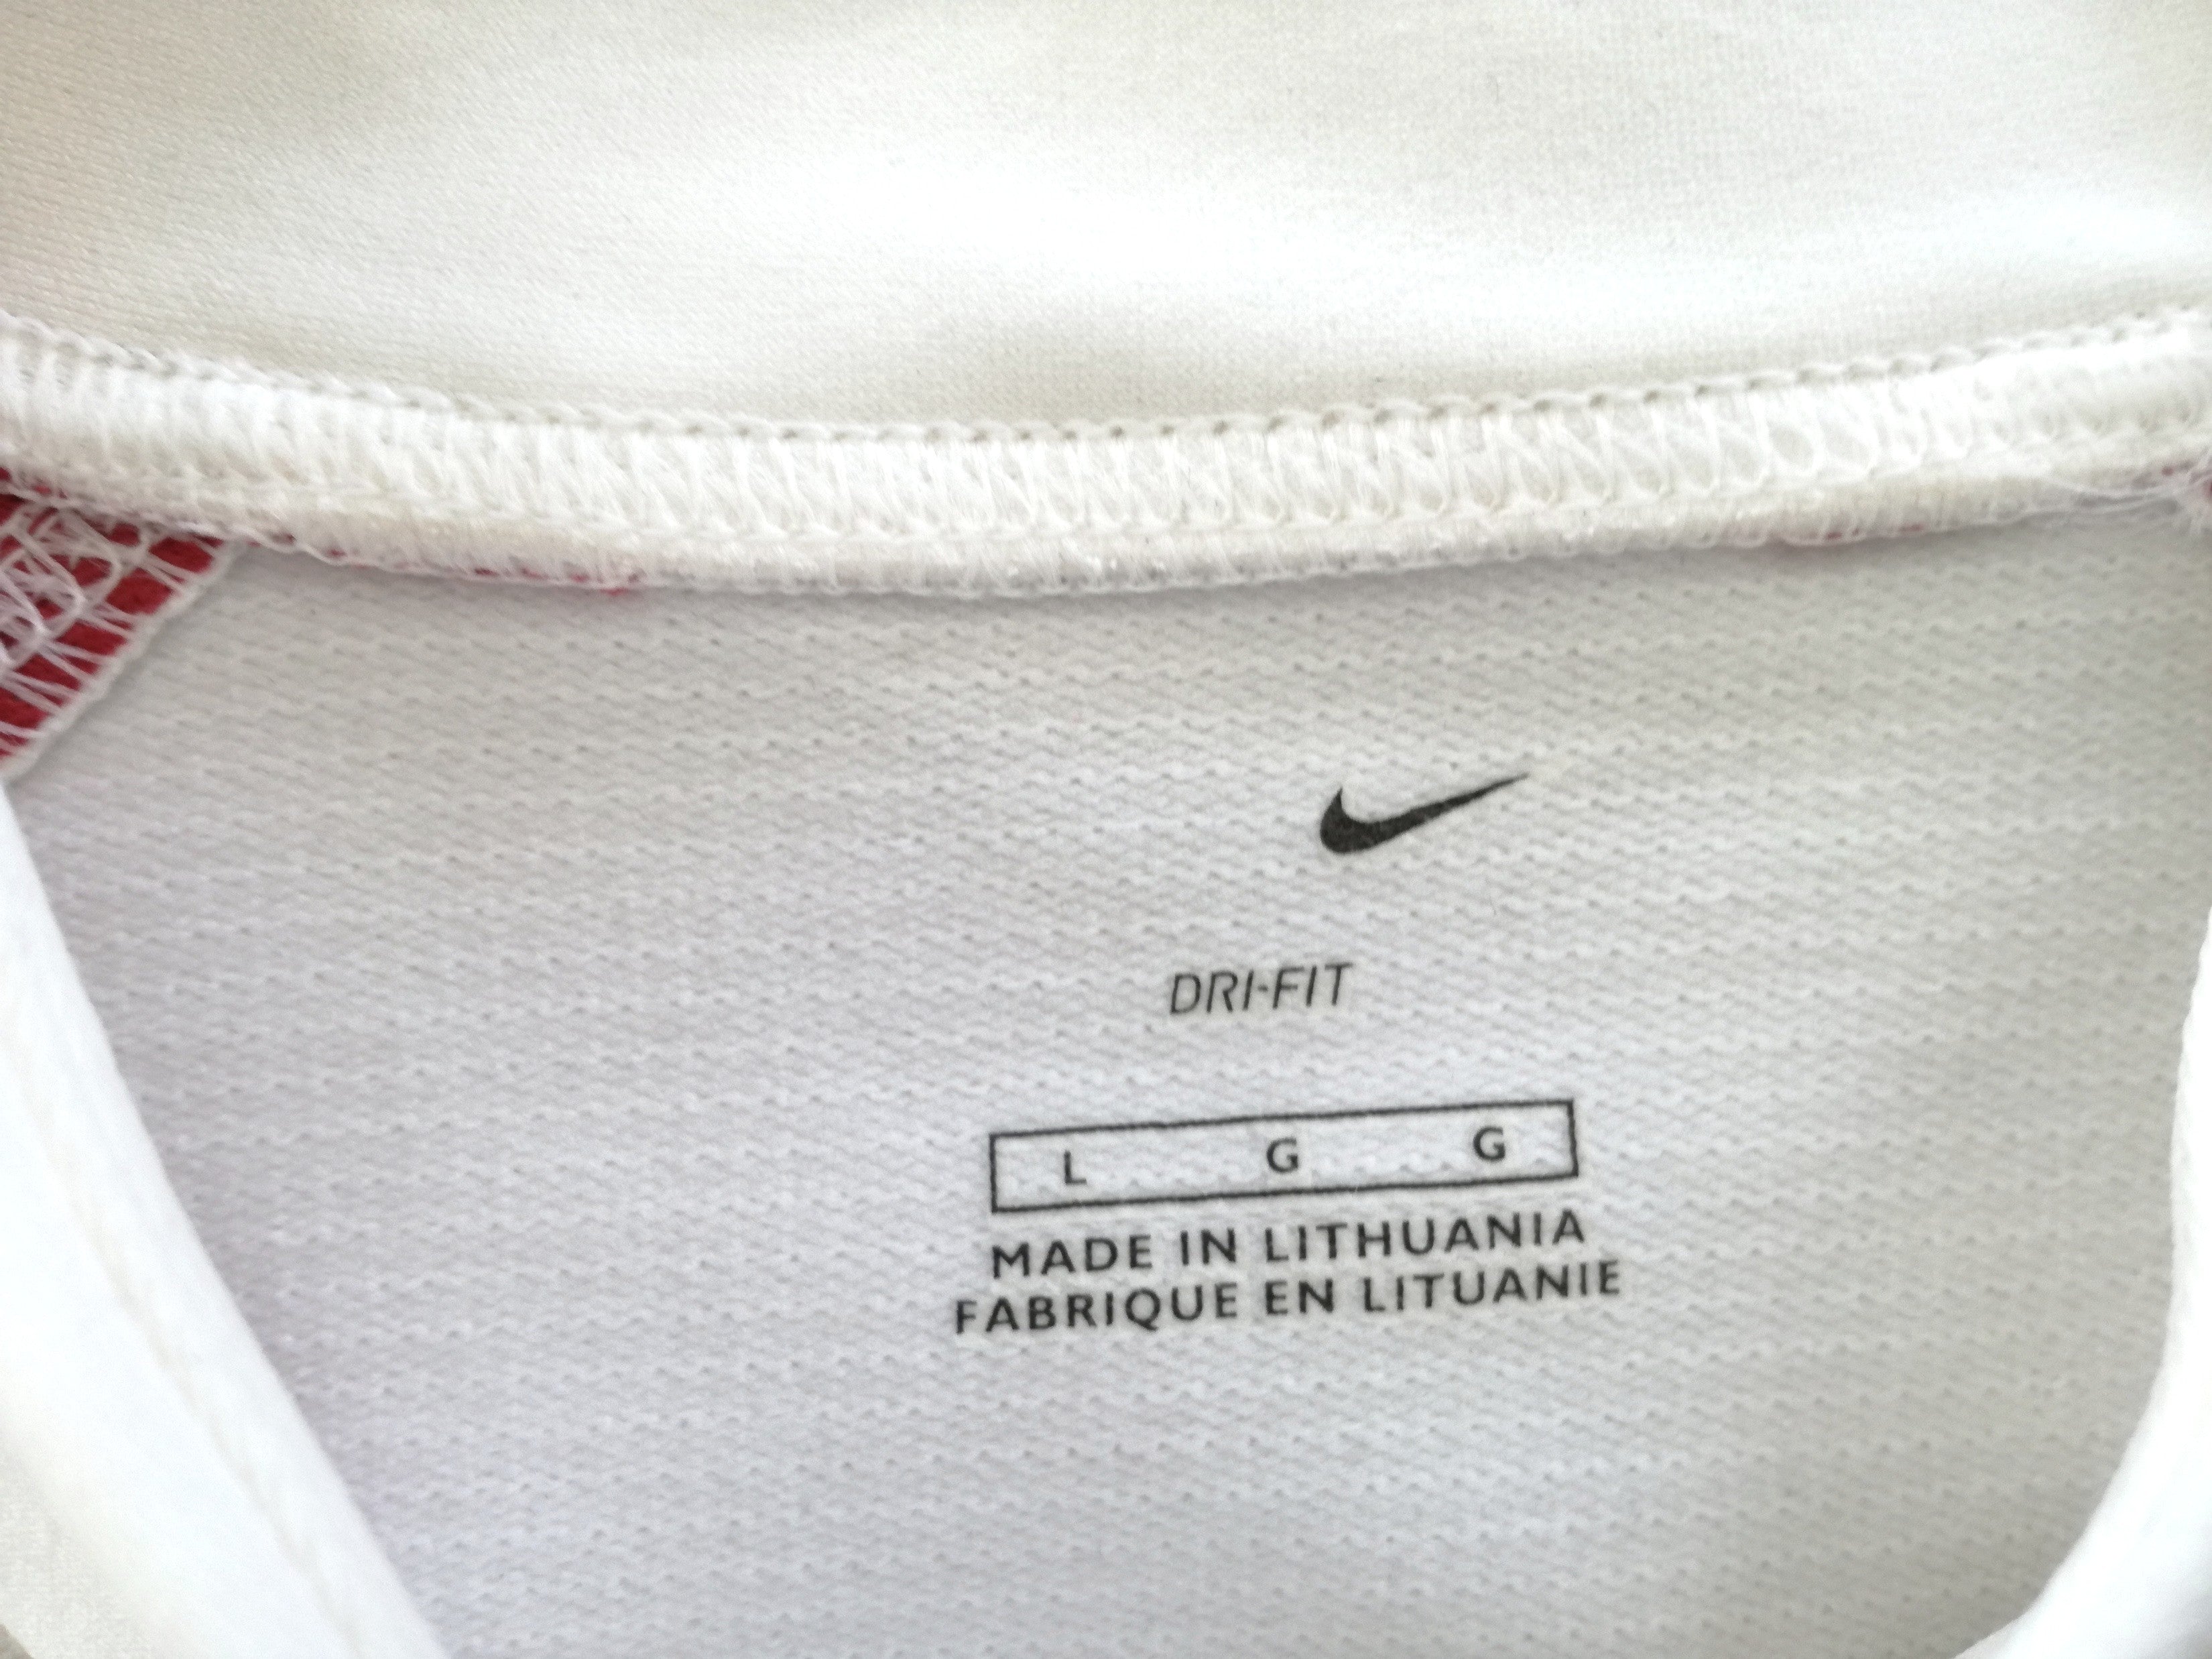 DRI-FIT
L G G
MADE IN LITHUANIA
FABRIQUE EN LITUANIE